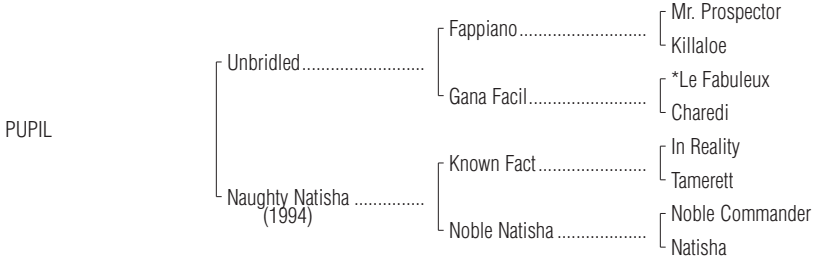 Mr. Prospector
Fappiano..........................
Killaloe
Unbridled..........................
*Le Fabuleux
Gana Facil.........................
Charedi
PUPIL
In Reality
Known Fact.......................
Tamerett
Naughty Natisha ...............
(1994)
Noble Commander
Noble Natisha ...................
Natisha